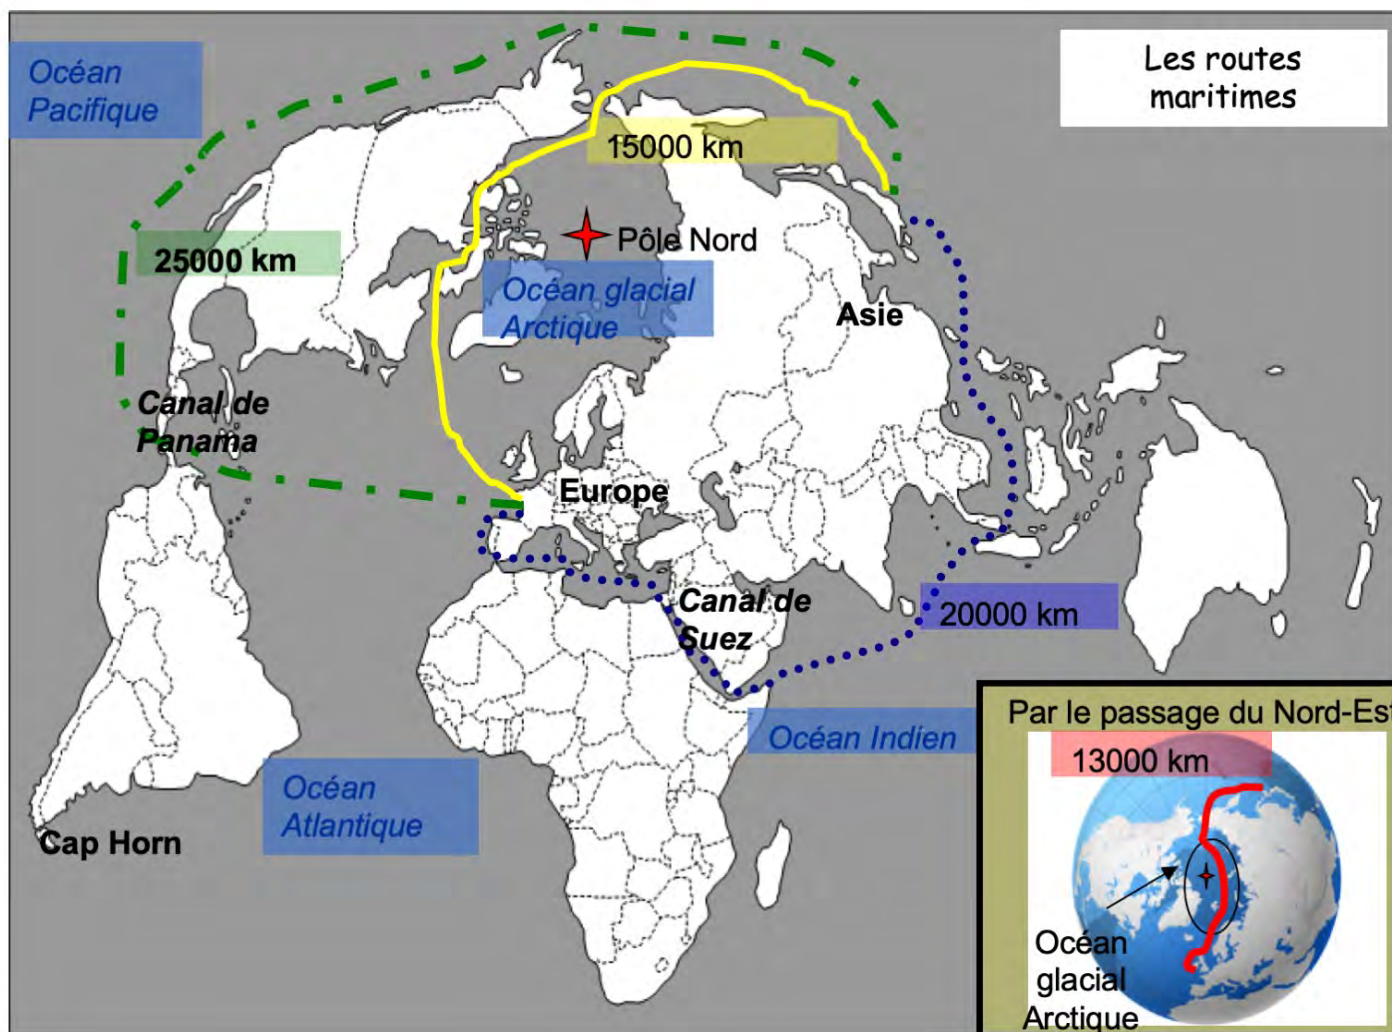 Les routes
maritimes
Océan
Pacifique
15000 km
Pôle Nord
25000 km
Océan glacial
Arctique
Asie
Canal de
Panama
Europe
Canal de
Suez
20000 km
Océan Indien
Océan
Atlantique
Cap Horn
Par le passage du Nord-Est
13000 km
Océan
glacial
Arctique